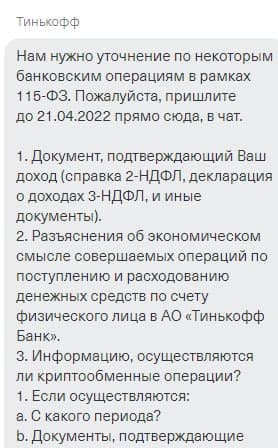 Тинькофф
Нам нужно уточнение по некоторым
банковским операциям в рамках
115-ФЗ. Пожалуйста, пришлите
до 21.04.2022 прямо сюда, в чат.
1. Документ, подтверждающий Ваш
доход (справка 2-НДФЛ, декларация
о доходах 3-НДФЛ, и иные
документы).
2. Разъяснения об экономическом
смысле совершаемых операций по
поступлению и расходованию
денежных средств по счету
физического лица в АО «Тинькофф
Банк».
3. Информацию, осуществляются
ли криптообменные операции?
1. Если осуществляются:
a. С какого периода?
b. Документы, подтверждающие